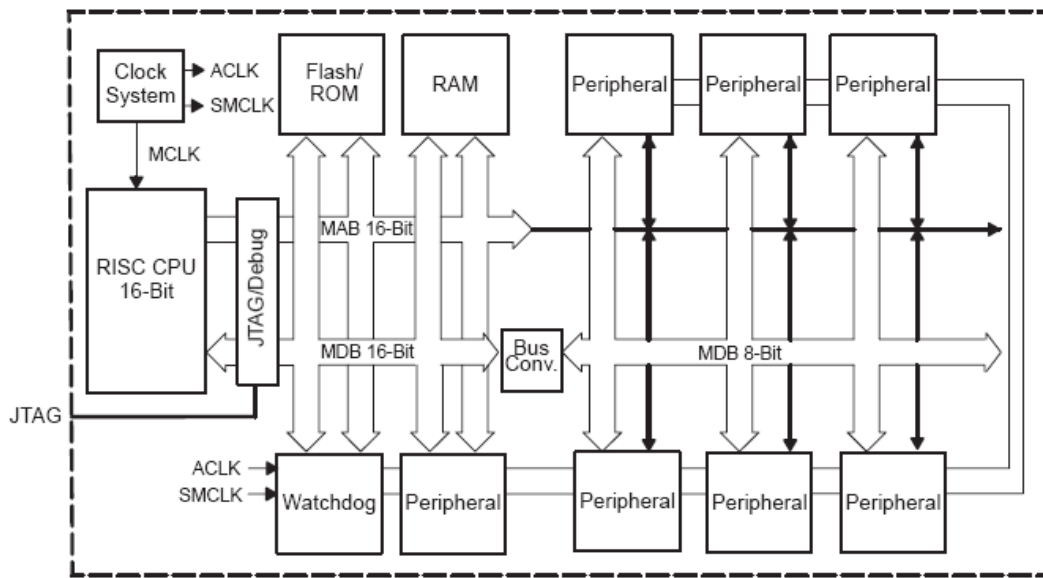 Clock
System
ACLK
SMCLK
MCLK
Flash/
ROM
RAM
Peripheral
Peripheral
Peripheral
RISC CPU
16-Bit
JTAG/Debug
MAB 16-Bit
MDB 16-Bit
Bus
Conv.
MDB 8-Bit
JTAG
ACLK
SMCLK
Watchdog
Peripheral
Peripheral
Peripheral
Peripheral